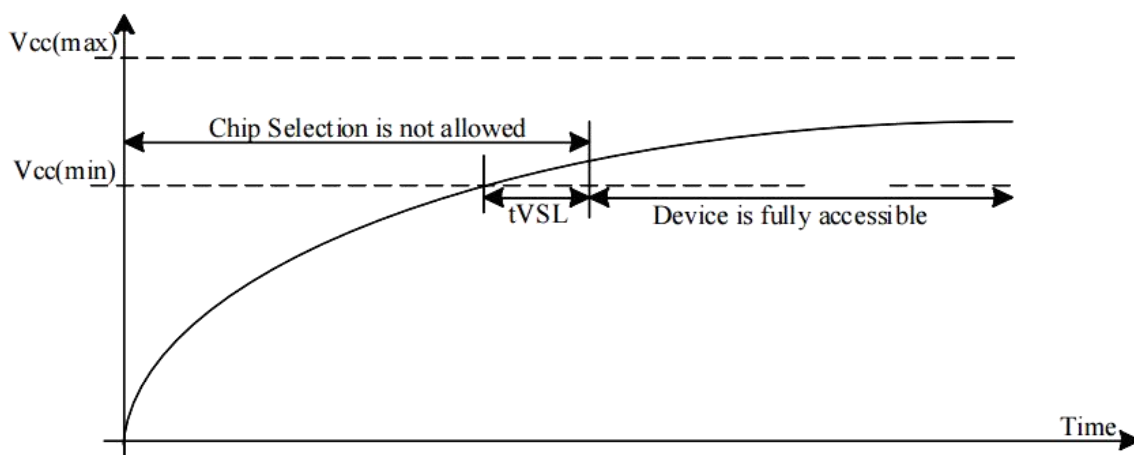 Vcc(max)
Chip Selection is not allowed
Vcc(min)
tVSL
Device is fully accessible
Time